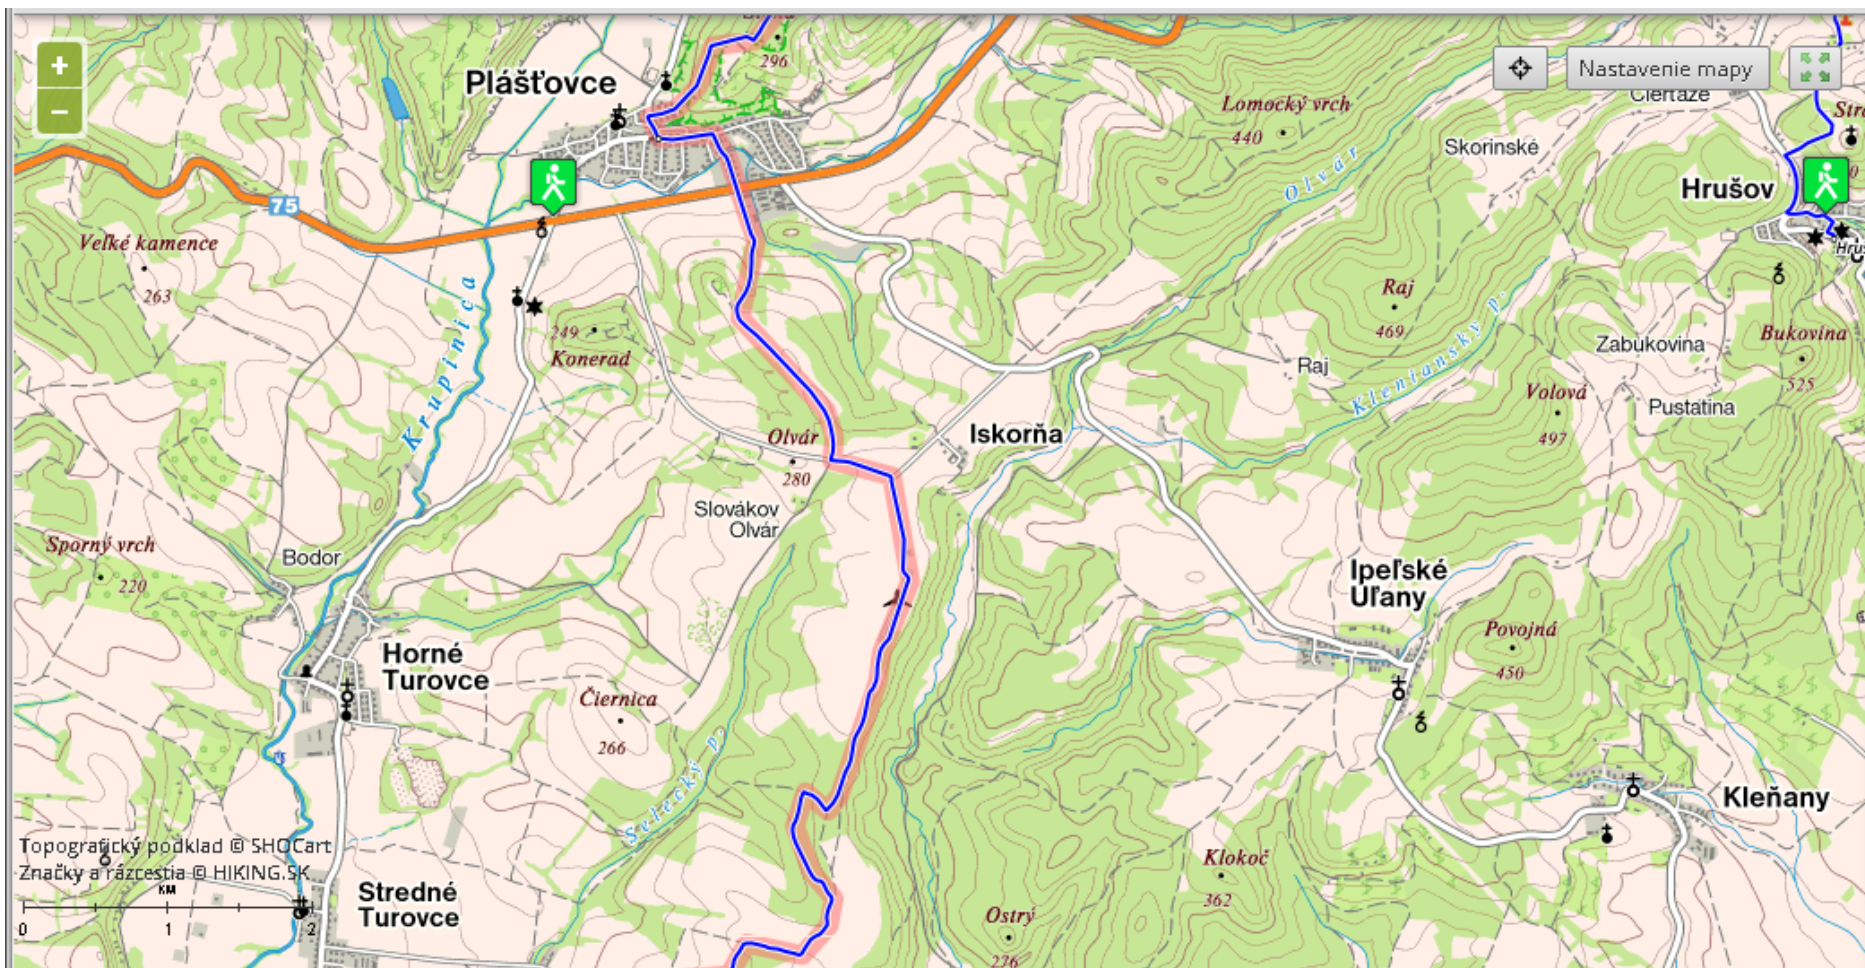 +
−
Nastavenie mapy
296
Plášťovce
Lomocký vrch
440
Cierťaže
Skorinské
Olvár
Hrušov
75
Veľké kamence
263
Krupinica
249
Konerad
Raj
469
Klenianský p.
Zabukovina
Bukovina
525
Raj
Volová
497
Pustatina
Olvár
280
Iskorňa
Slovákov
Olvár
Sporný vrch
220
Bodor
Ipeľské
Uľany
Povojná
450
Horné
Turovce
Čiernica
266
Selecký p.
Kleňany
Topografický podklad © SHOCart
Značky a rázcestia © HIKING.SK
KM
0 1 2
Stredné
Turovce
Klokoč
362
Ostrý
276